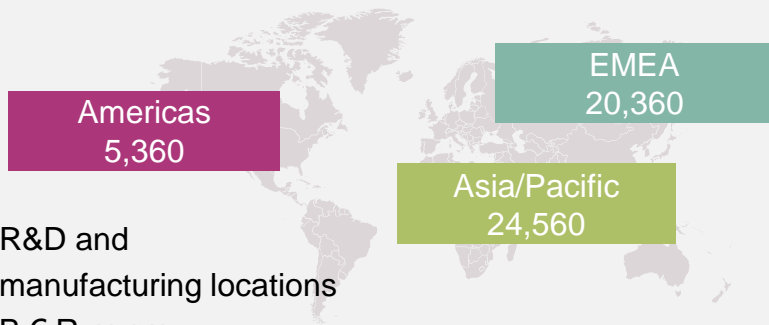 EMEA
20,360
Americas
5,360
Asia/Pacific
24,560
R&D and
manufacturing locations